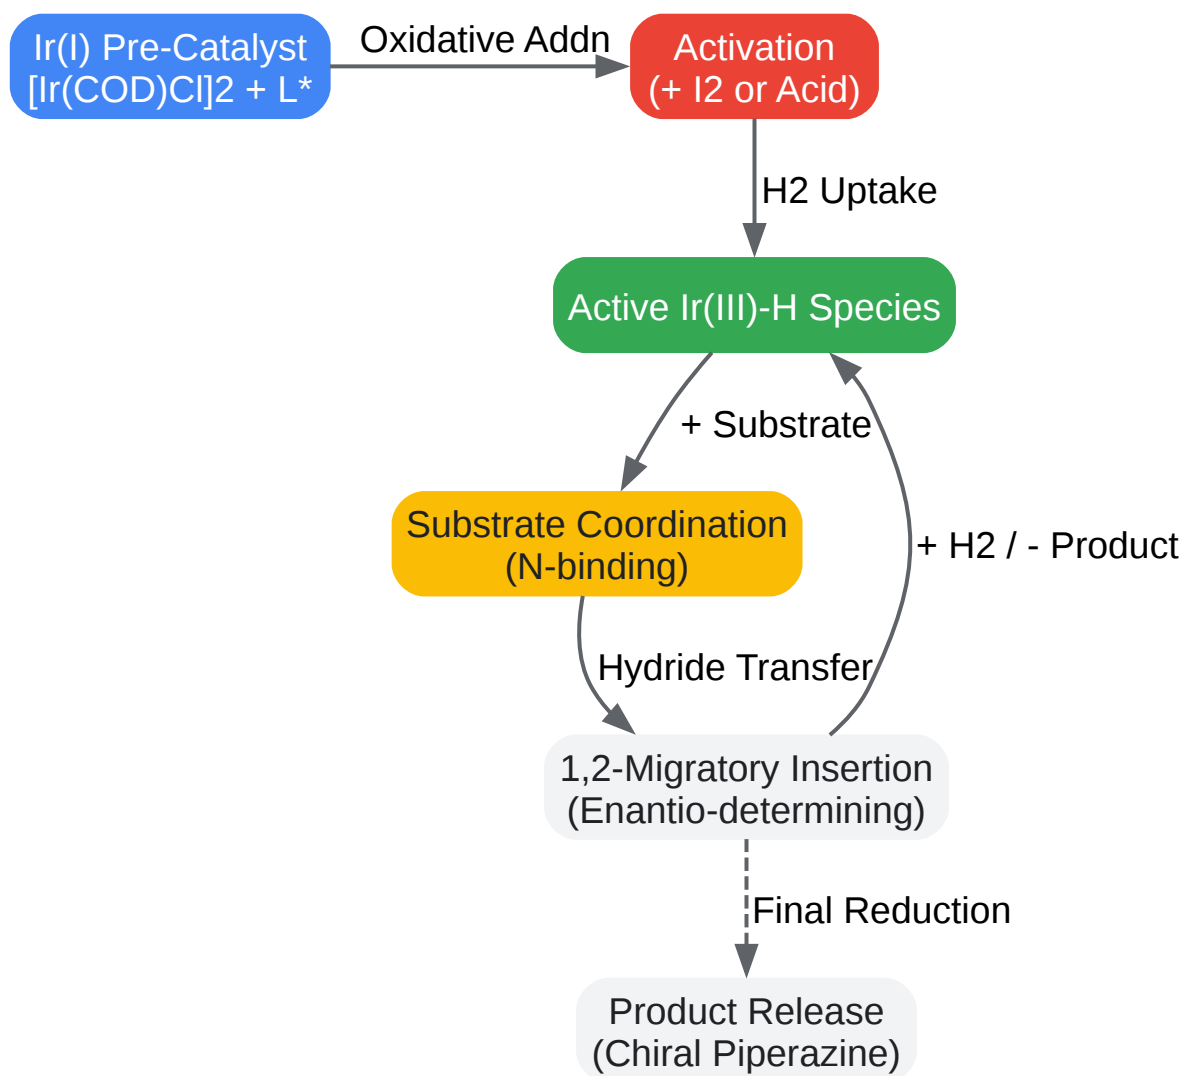 Ir(I) Pre-Catalyst
[Ir(COD)Cl]2 + L*
Oxidative Addn
Activation
(+ I2 or Acid)
H2 Uptake
Active Ir(III)-H Species
+ Substrate
Substrate Coordination
(N-binding)
+ H2 / - Product
Hydride Transfer
1,2-Migratory Insertion
(Enantio-determining)
Final Reduction
Product Release
(Chiral Piperazine)